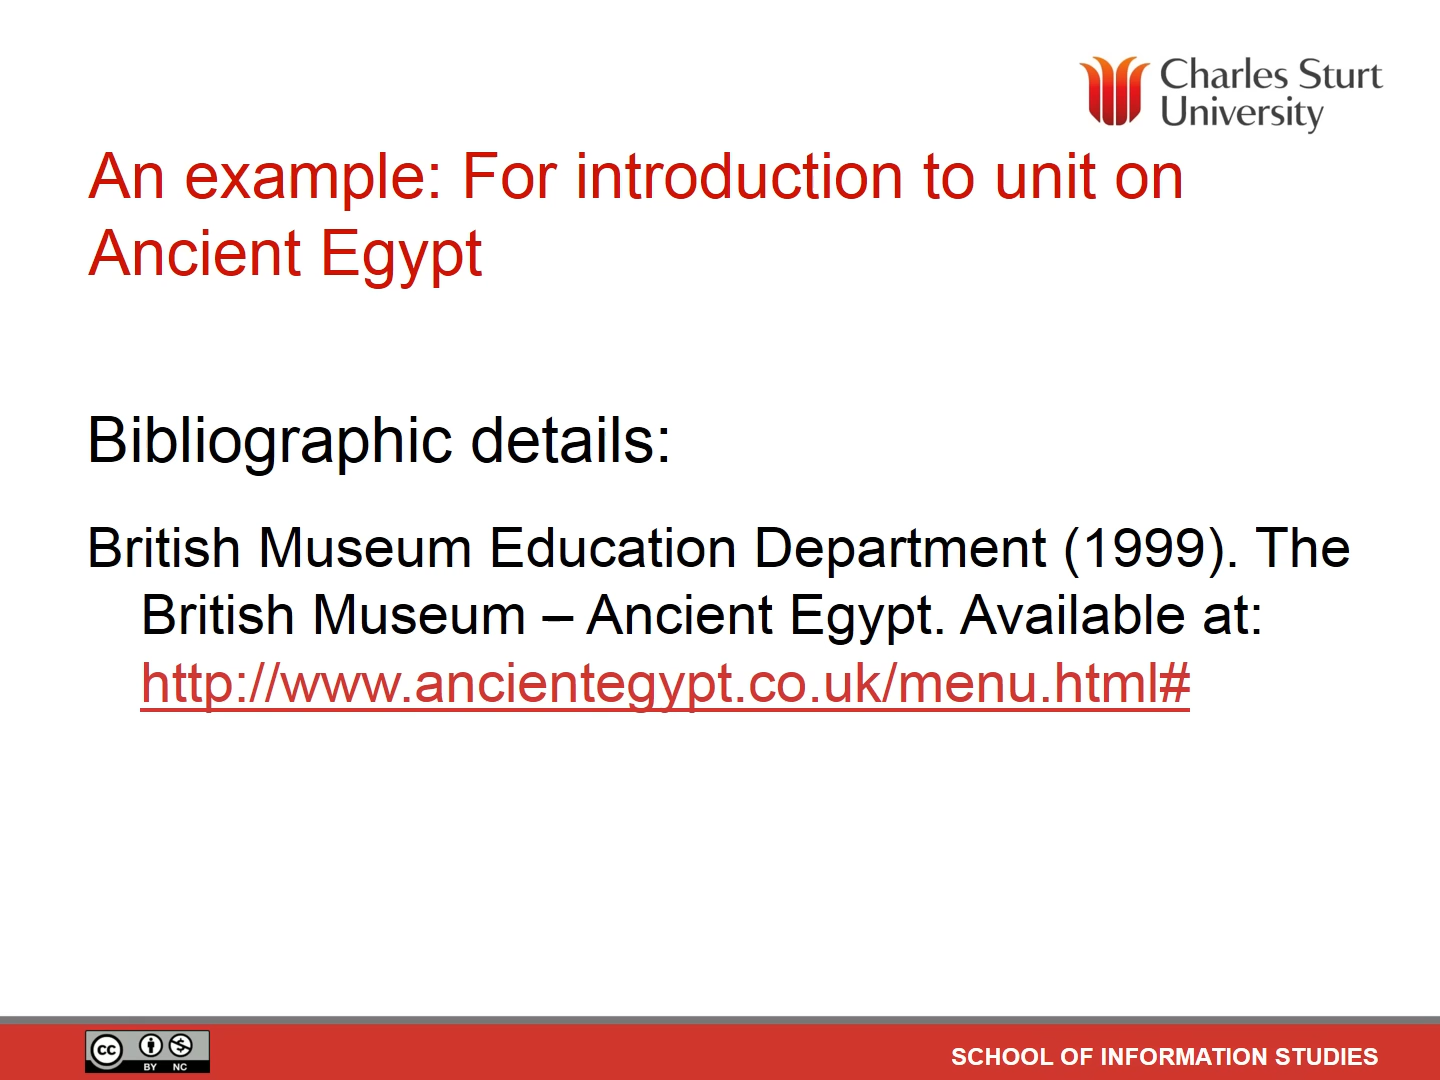 Charles Sturt
University
An example: For introduction to unit on
Ancient Egypt
Bibliographic details:
British Museum Education Department (1999). The
British Museum – Ancient Egypt. Available at:
http://www.ancientegypt.co.uk/menu.html#
cc BY NC
SCHOOL OF INFORMATION STUDIES